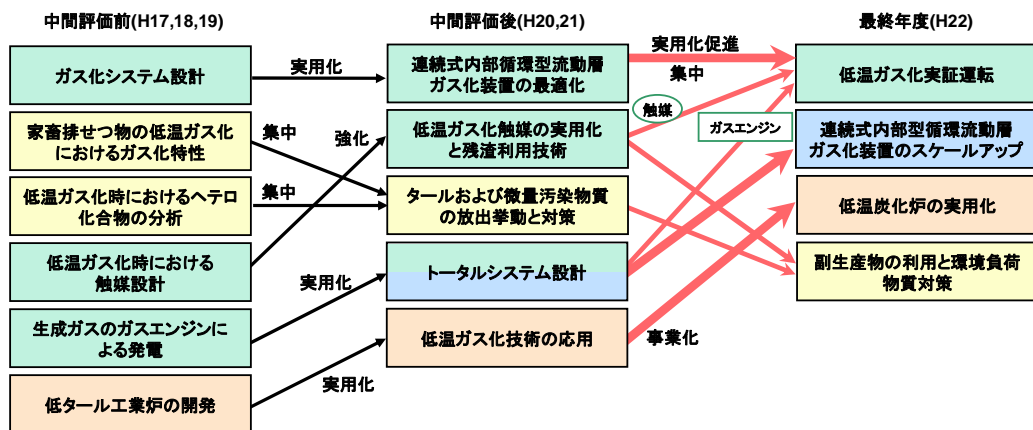 中間評価前(H17,18,19)
中間評価後(H20,21)
最終年度(H22)
ガス化システム設計
実用化
連続式内部循環型流動層
ガス化装置の最適化
実用化促進
集中
低温ガス化実証運転
家畜排せつ物の低温ガス化
におけるガス化特性
集中
強化
低温ガス化触媒の実用化
と残渣利用技術
触媒
ガスエンジン
連続式内部型循環流動層
ガス化装置のスケールアップ
低温ガス化時におけるヘテロ
化合物の分析
集中
タールおよび微量汚染物質
の放出挙動と対策
低温炭化炉の実用化
低温ガス化時における
触媒設計
実用化
トータルシステム設計
副生産物の利用と環境負荷
物質対策
生成ガスのガスエンジンに
よる発電
低温ガス化技術の応用
事業化
低タール工業炉の開発
実用化